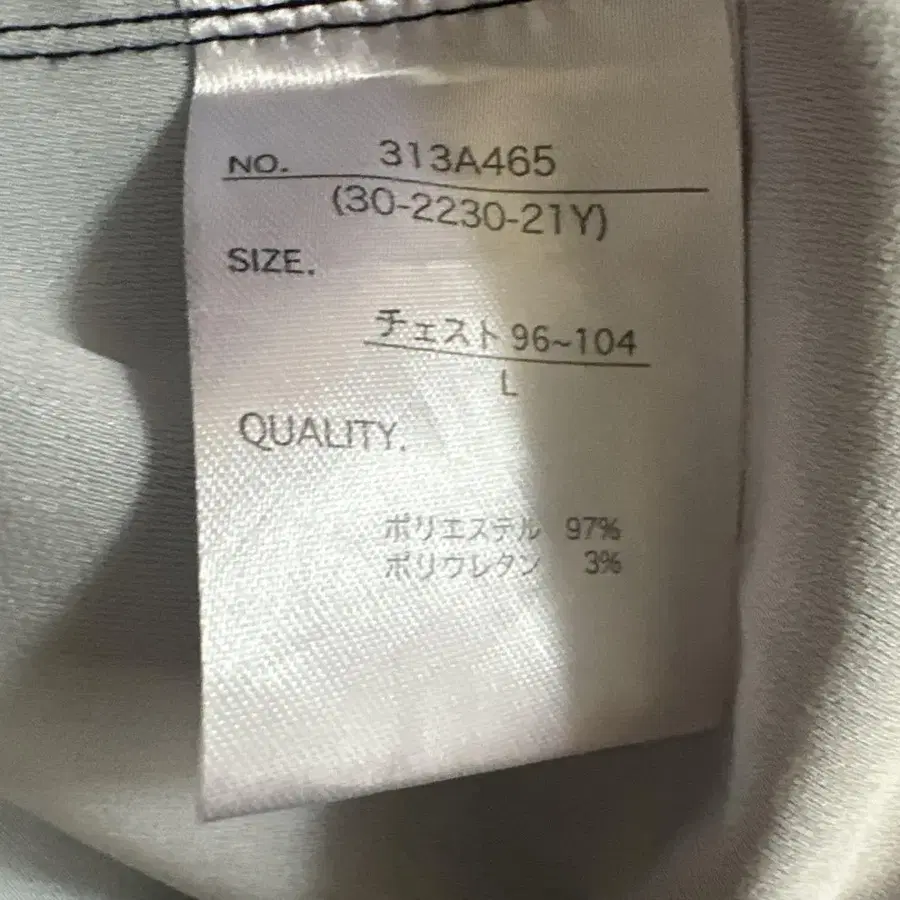 NO. 313A465
(30-2230-21Y)
SIZE.
チェスト 96~104
L
QUALITY.
ポリエステル 97%
ポリウレタン 3%